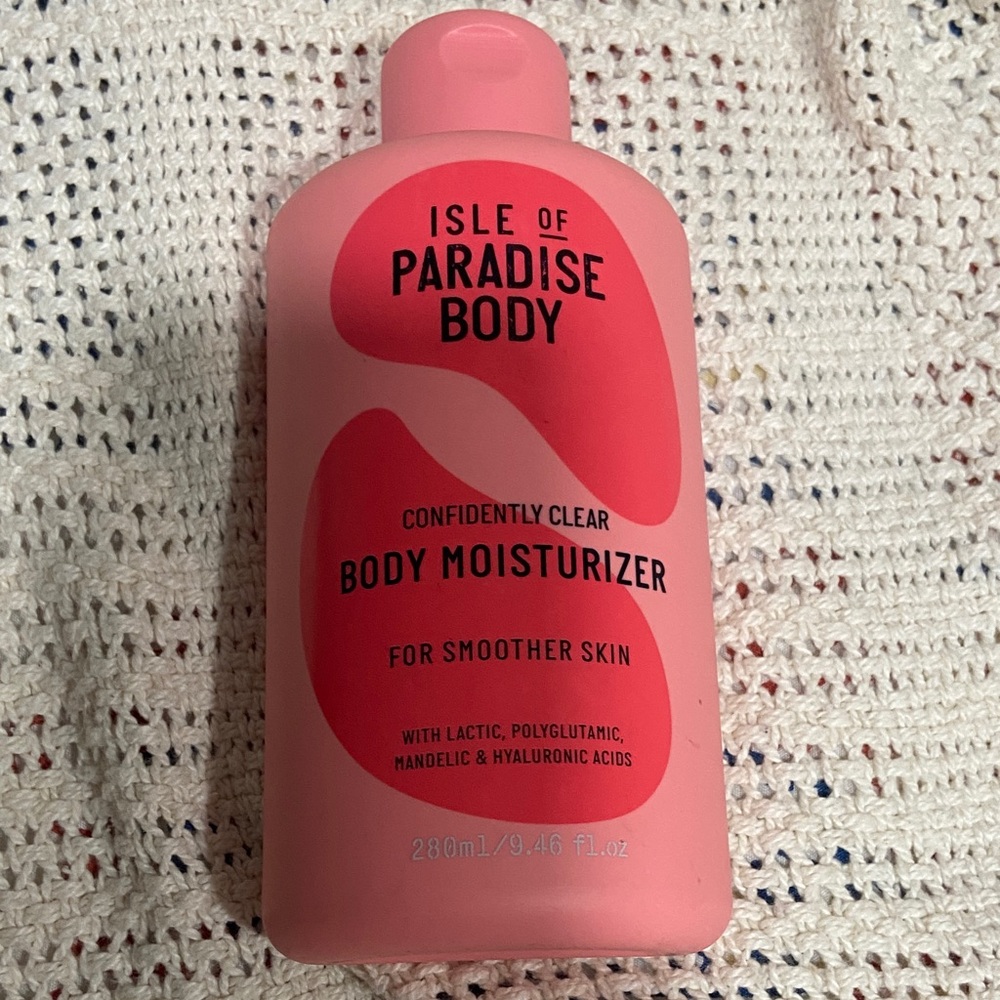 ISLE OF
PARADISE
BODY
CONFIDENTLY CLEAR
BODY MOISTURIZER
FOR SMOOTHER SKIN
WITH LACTIC, POLYGLUTAMIC,
MANDELIC & HYALURONIC ACIDS
280ml/9.46 fl.oz